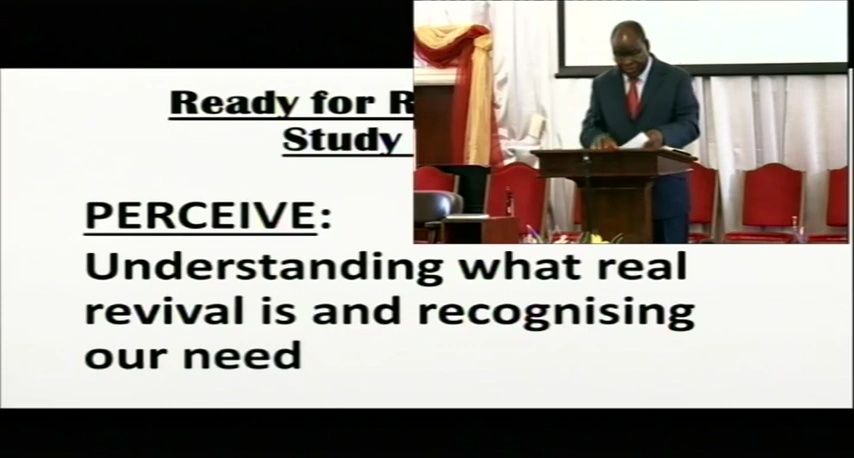 Ready for
Study
PERCEIVE:
Understanding what real
revival is and recognising
our need